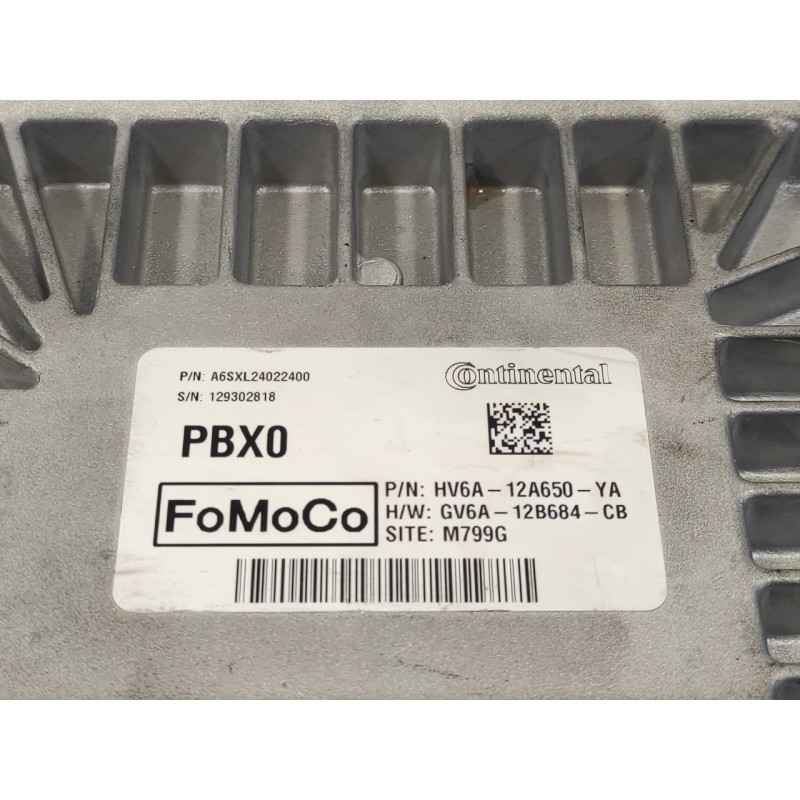 P/N: A6SXL24022400
S/N: 129302818
Continental
PBX0
FoMoCo
P/N: HV6A-12A650-YA
H/W: GV6A-12B684-CB
SITE: M799G